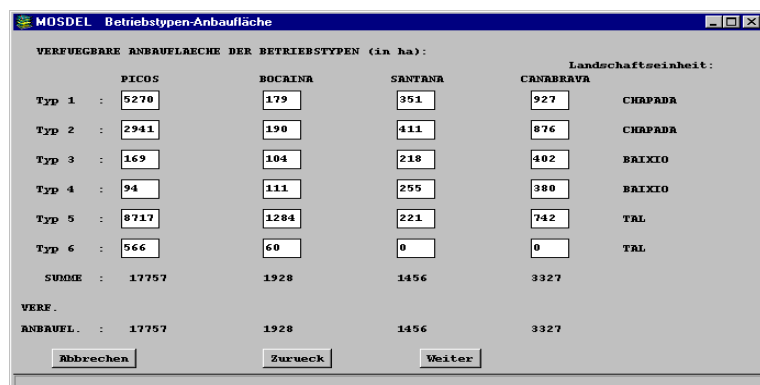 MOSDEL Betriebstypen-Anbaufläche
VERFUEGBARE ANBAUFLAECHE DER BETRIEBSTYPEN (in ha):
Landschaftseinheit:
PICOS BOCAINA SANTANA CANABRAVA
Typ 1 : 5270 179 351 927 CHAPADA
Typ 2 : 2941 190 411 876 CHAPADA
Typ 3 : 169 104 218 402 BAIXIO
Typ 4 : 94 111 255 380 BAIXIO
Typ 5 : 8717 1284 221 742 TAL
Typ 6 : 566 60 0 0 TAL
SUMME : 17757 1928 1456 3327
VERF.
ANBAUFL. : 17757 1928 1456 3327
Abbrechen Zurueck Weiter